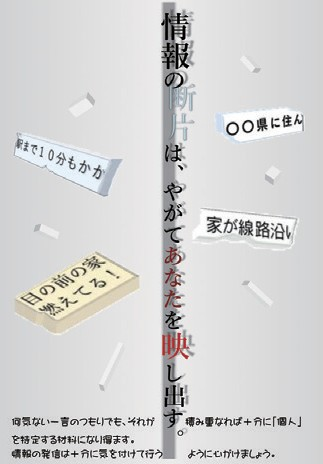 情報の断片は、やがてあなたを映し出す。
〇〇県に住ん
駅まで10分もかか
家が線路沿い
目の前の家
燃えてる!
何気ない一言のつもりでも、それが 積み重なれば十分に「個人」
を特定する材料になり得ます。
情報の発信は十分に気を付けて行う ように心がけましょう。